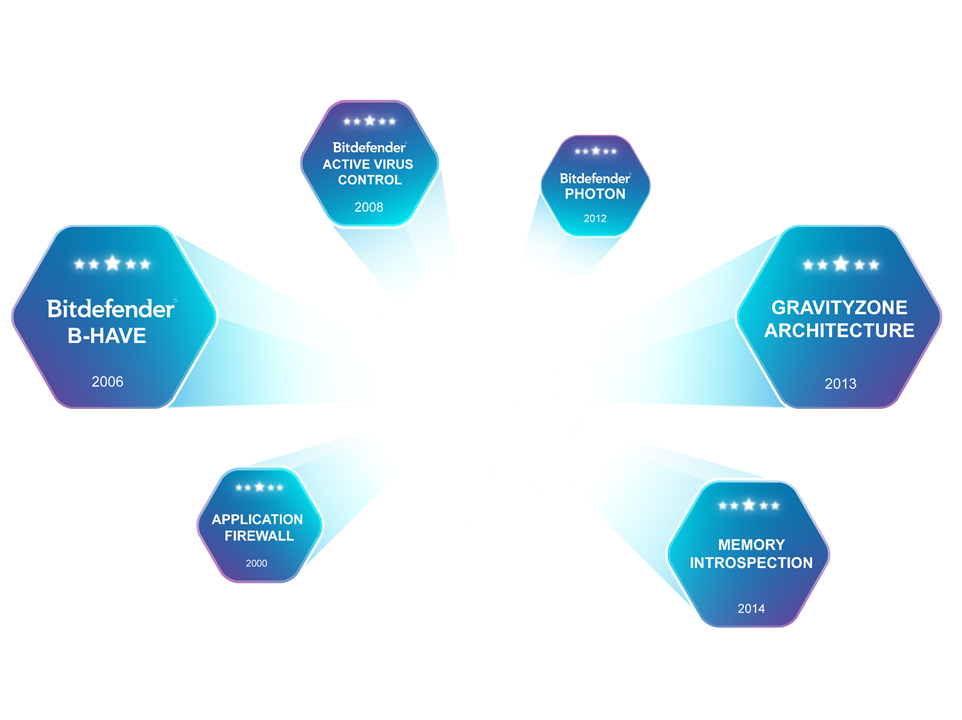 Bitdefender
ACTIVE VIRUS
CONTROL
2008
Bitdefender
PHOTON
2012
Bitdefender
B-HAVE
2006
GRAVITYZONE
ARCHITECTURE
2013
APPLICATION
FIREWALL
2000
MEMORY
INTROSPECTION
2014